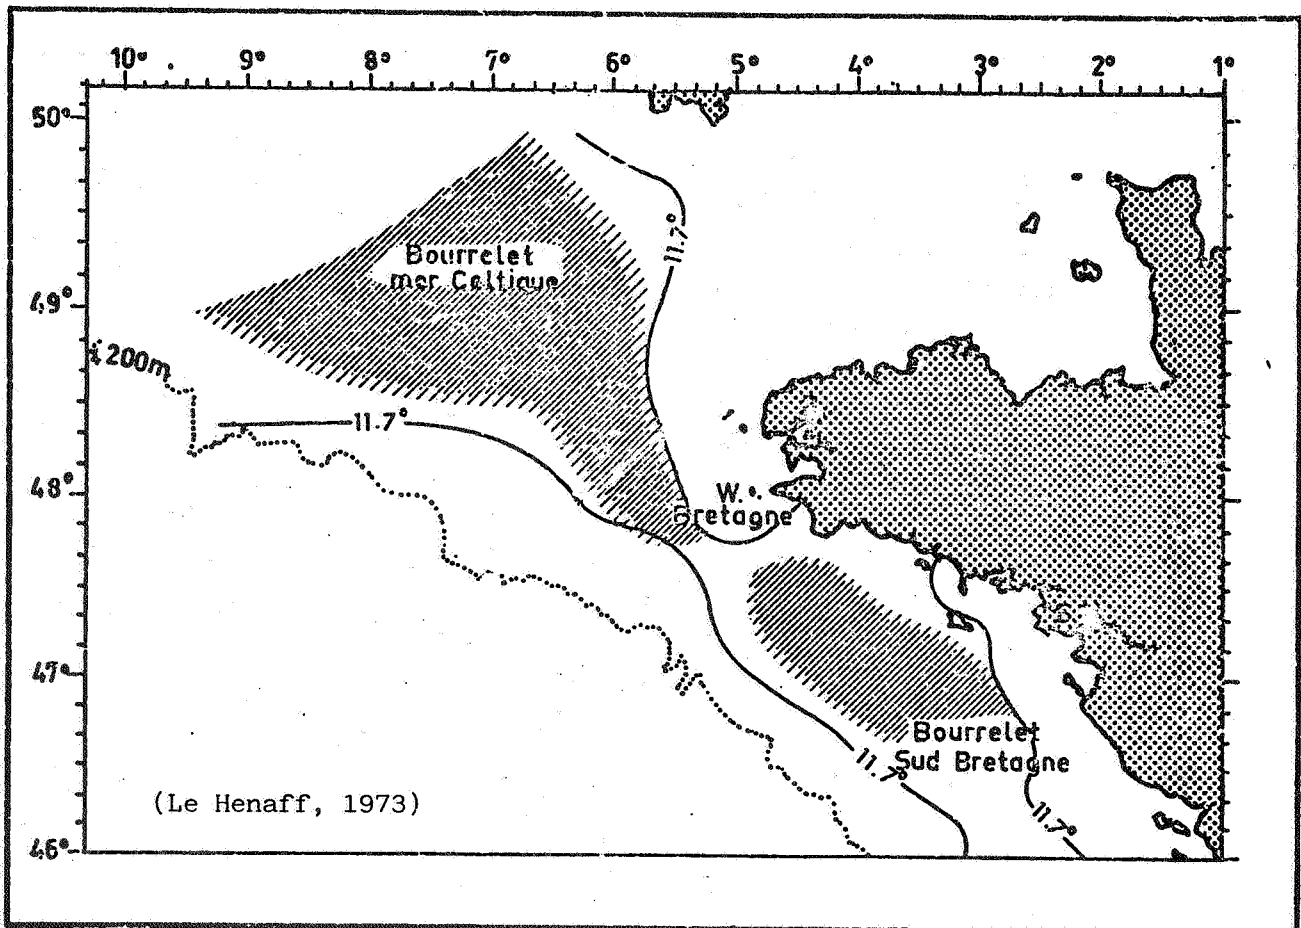 10° 9° 8° 7° 6° 5° 4° 3° 2° 1°
50°
49°
48°
47°
46°
Bourrelet
mer Celtique
11.7°
200m
11.7°
W.
Bretagne
Bourrelet
Sud Bretagne
11.7°
11.7°
(Le Henaff, 1973)